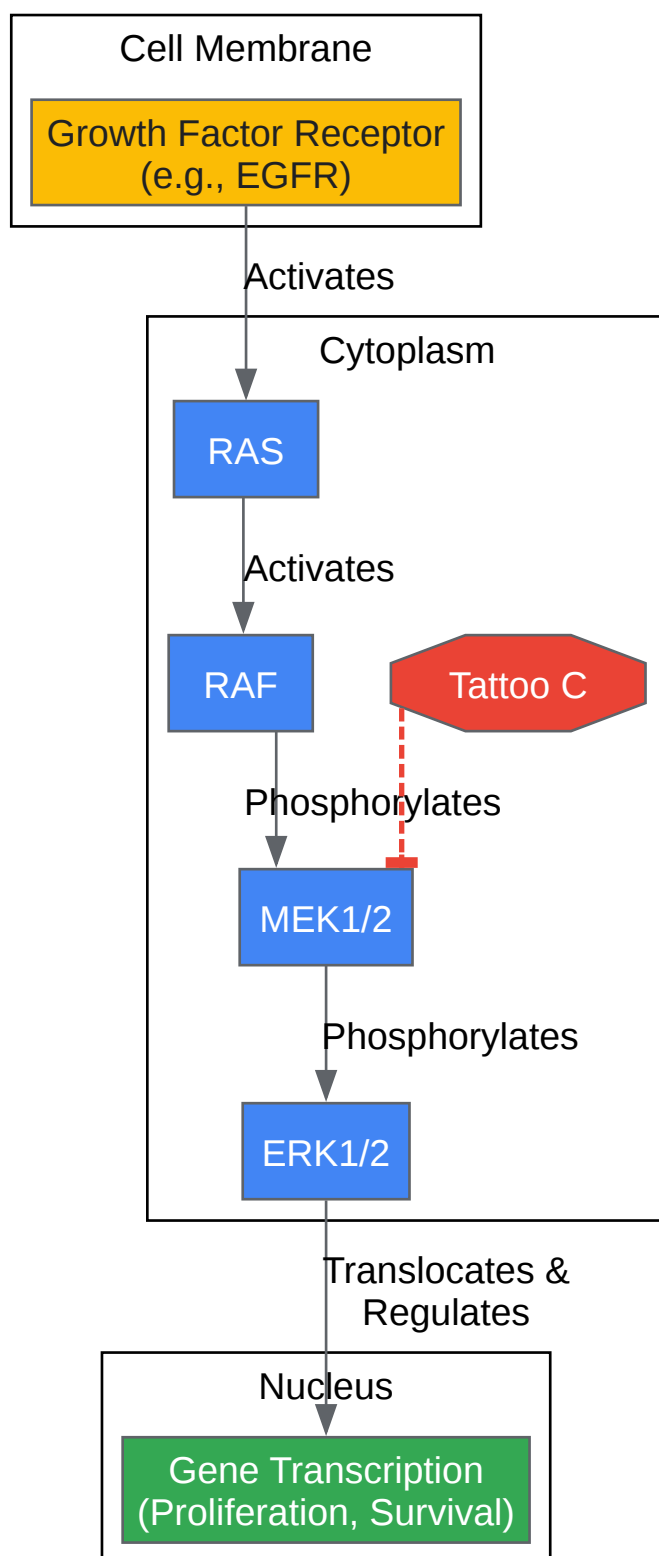 Cell Membrane
Growth Factor Receptor
(e.g., EGFR)
Activates
Cytoplasm
RAS
Activates
RAF
Tattoo C
Phosphorylates
MEK1/2
Phosphorylates
ERK1/2
Translocates &
Regulates
Nucleus
Gene Transcription
(Proliferation, Survival)